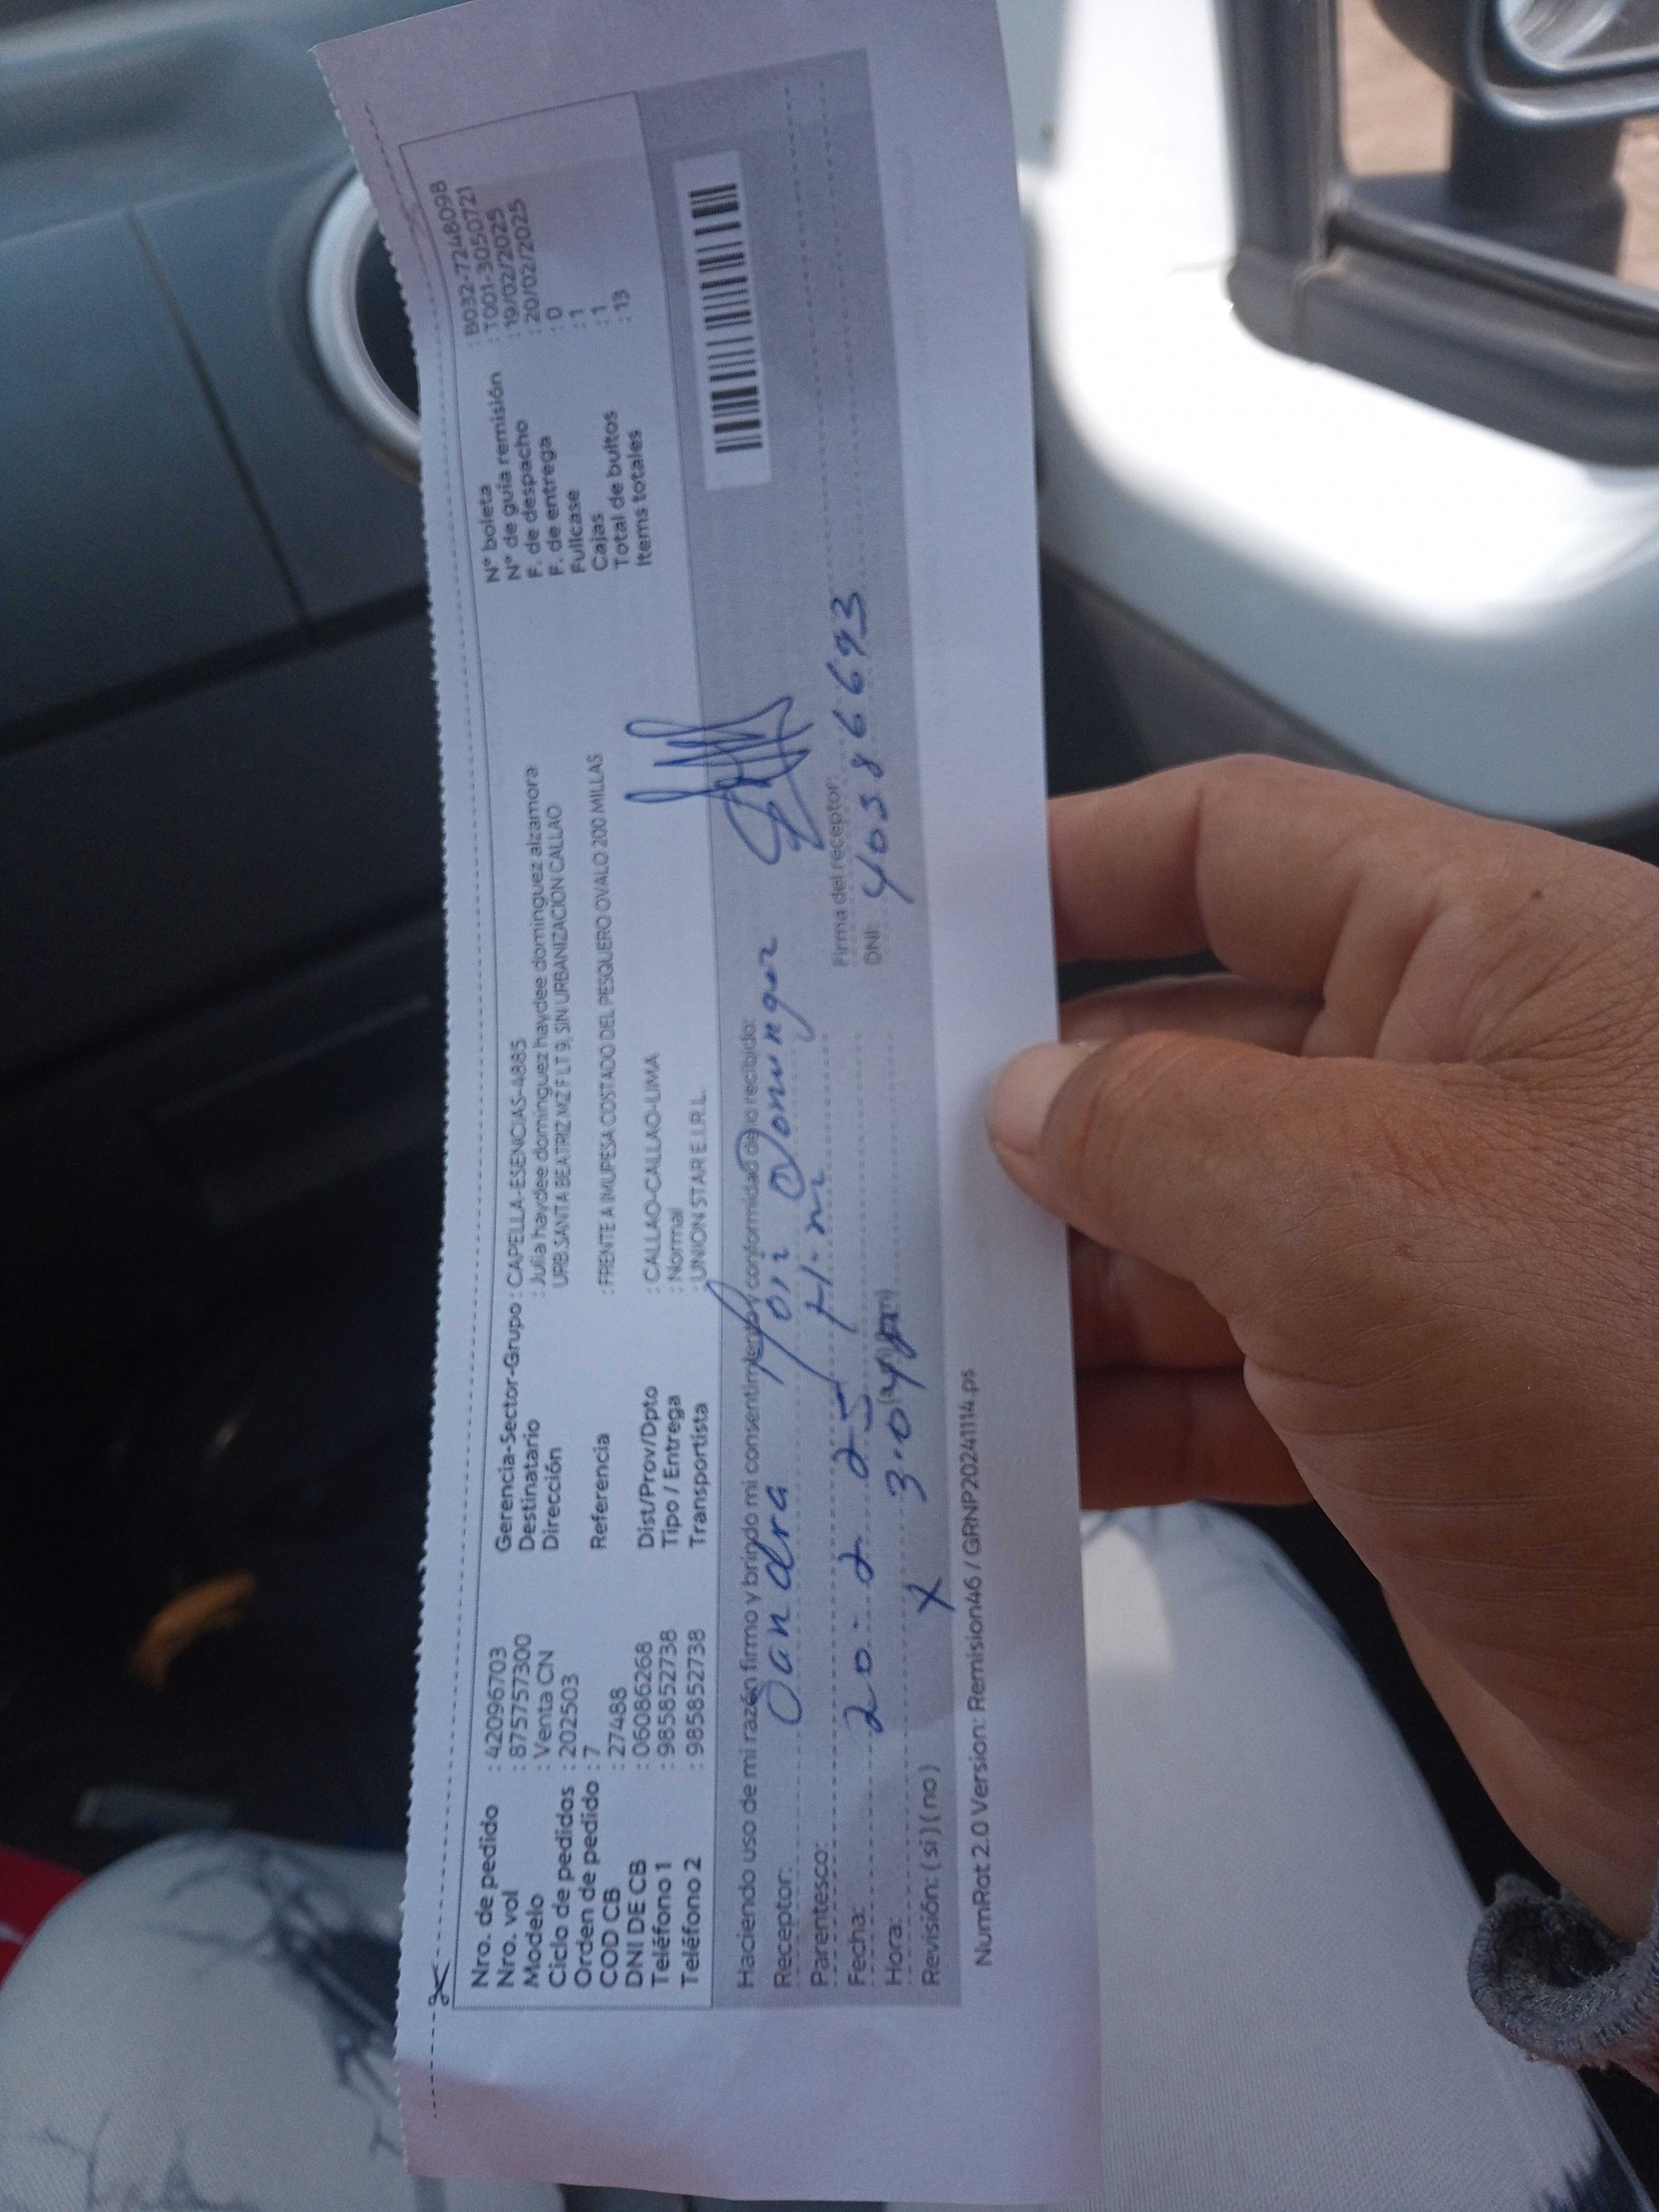 Nro. de pedido : 42096703
Nro. vol : 875757300
Modelo : Venta CN
Ciclo de pedidos : 202503
Orden de pedido : 7
COD CB : 27488
DNI DE CB : 06086268
Teléfono 1 : 985852738
Teléfono 2 : 985852738
Gerencia-Sector-Grupo : CAPELLA-ESENCIAS-4885
Destinatario : Julia haydee dominguez haydee dominguez alzamora
Dirección URB.SANTA BEATRIZ MZ F LT 9, SIN URBANIZACION CALLAO
Referencia : FRENTE A IMUPESA COSTADO DEL PESQUERO OVALO 200 MILLAS
Dist/Prov/Dpto : CALLAO-CALLAO-LIMA
Tipo / Entrega : Normal
Transportista : UNION STAR E.I.R.L.
N° boleta : B032-7248098
N° de guía remisión : T001-3050721
F. de despacho : 19/02/2025
F. de entrega : 20/02/2025
Fullcase : 0
Cajas : 1
Total de bultos : 1
Items totales : 13
Haciendo uso de mi razón firmo y brindo mi consentimiento y conformidad de lo recibido:
Receptor:
Parentesco:
Fecha: 20-2 25
Hora: 3:04 pm
Revisión: ( si ) ( no ) X
Firma del receptor:
DNI:
NumRot 2.0 Version: Remision46 / GRNP20241114.ps